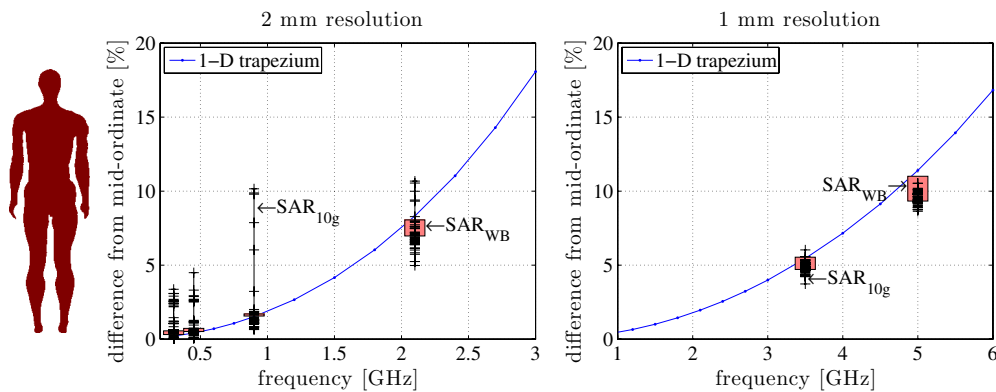 2 mm resolution
difference from mid-ordinate [%]
20
15
10
5
0
1-D trapezium
SAR10g
SARWB
0.5
1
1.5
2
2.5
3
frequency [GHz]
1 mm resolution
difference from mid-ordinate [%]
20
15
10
5
0
1-D trapezium
SARWB
SAR10g
1
2
3
4
5
6
frequency [GHz]